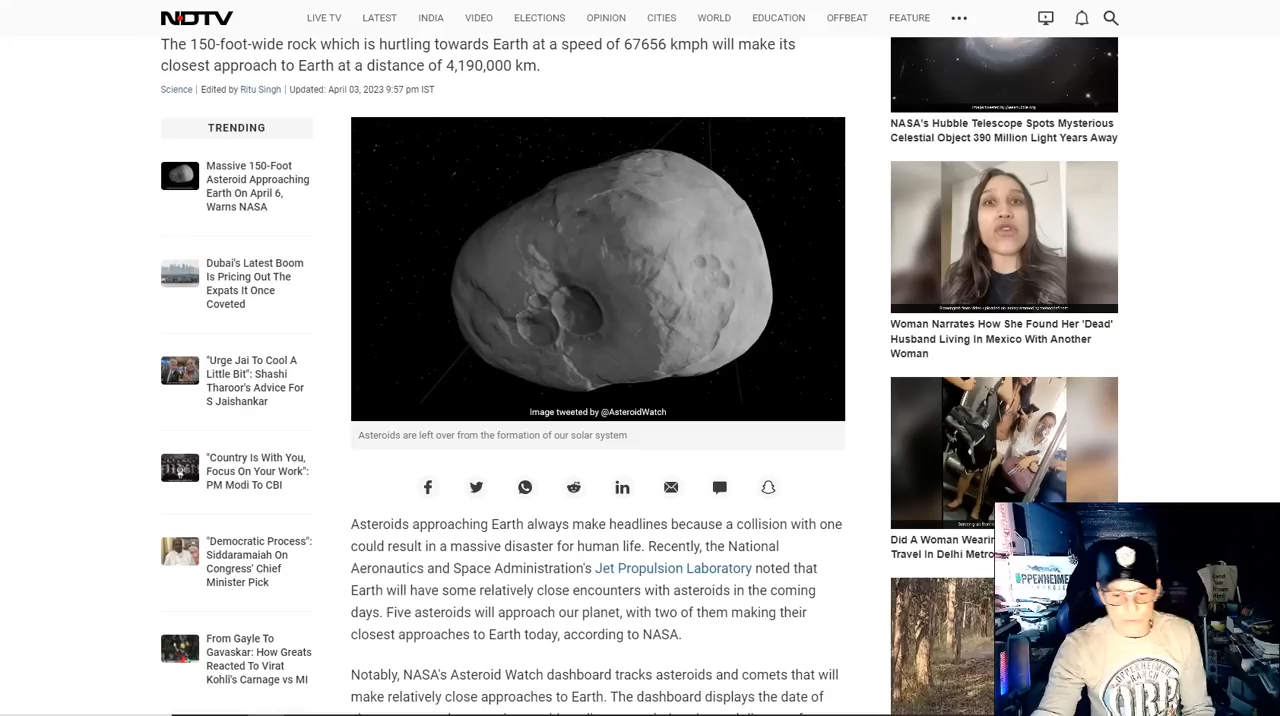 NDTV
LIVE TV LATEST INDIA VIDEO ELECTIONS OPINION CITIES WORLD EDUCATION OFFBEAT FEATURE
The 150-foot-wide rock which is hurtling towards Earth at a speed of 67656 kmph will make its
closest approach to Earth at a distance of 4,190,000 km.
Science | Edited by Ritu Singh | Updated: April 03, 2023 9:57 pm IST
TRENDING
Massive 150-Foot
Asteroid Approaching
Earth On April 6,
Warns NASA
Dubai's Latest Boom
Is Pricing Out The
Expats It Once
Coveted
"Urge Jai To Cool A
Little Bit": Shashi
Tharoor's Advice For
S Jaishankar
"Country Is With You,
Focus On Your Work":
PM Modi To CBI
"Democratic Process":
Siddaramaiah On
Congress' Chief
Minister Pick
From Gayle To
Gavaskar: How Greats
Reacted To Virat
Kohli's Carnage vs MI
Image tweeted by @AsteroidWatch
Asteroids are left over from the formation of our solar system
Asteroids approaching Earth always make headlines because a collision with one
could result in a massive disaster for human life. Recently, the National
Aeronautics and Space Administration's Jet Propulsion Laboratory noted that
Earth will have some relatively close encounters with asteroids in the coming
days. Five asteroids will approach our planet, with two of them making their
closest approaches to Earth today, according to NASA.
Notably, NASA's Asteroid Watch dashboard tracks asteroids and comets that will
make relatively close approaches to Earth. The dashboard displays the date of
NASA's Hubble Telescope Spots Mysterious
Celestial Object 390 Million Light Years Away
Woman Narrates How She Found Her 'Dead'
Husband Living In Mexico With Another
Woman
Did A Woman Wearin
Travel In Delhi Metro
OPPENHEIMER